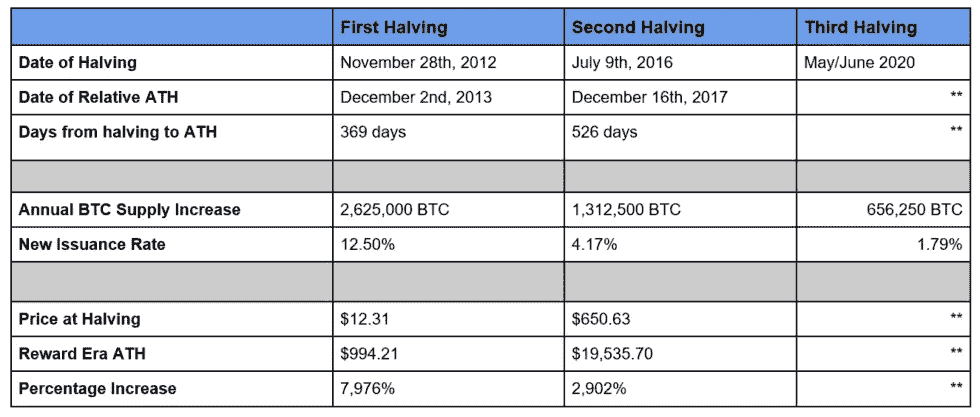 First Halving Second Halving Third Halving
Date of Halving November 28th, 2012 July 9th, 2016 May/June 2020
Date of Relative ATH December 2nd, 2013 December 16th, 2017 **
Days from halving to ATH 369 days 526 days **
Annual BTC Supply Increase 2,625,000 BTC 1,312,500 BTC 656,250 BTC
New Issuance Rate 12.50% 4.17% 1.79%
Price at Halving $12.31 $650.63 **
Reward Era ATH $994.21 $19,535.70 **
Percentage Increase 7,976% 2,902% **